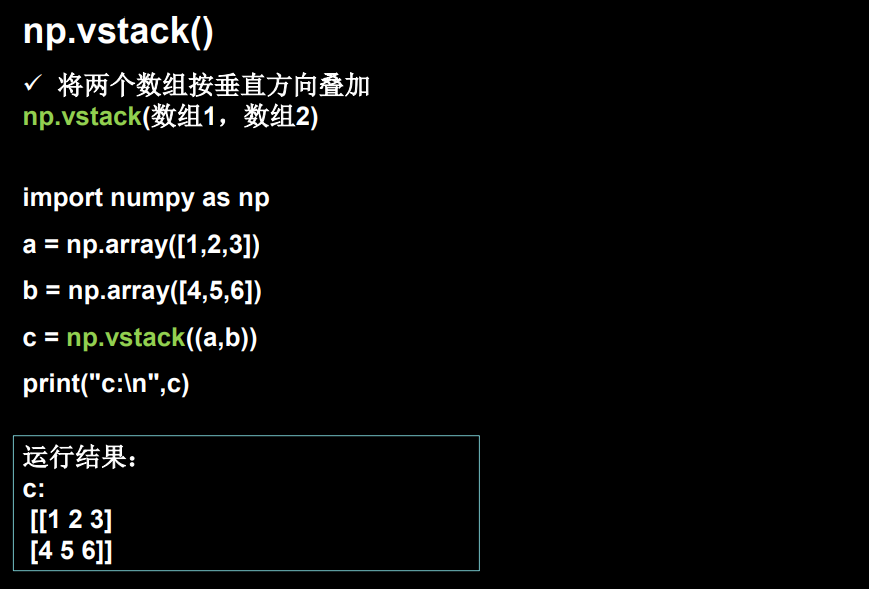 np.vstack()
✓ 将两个数组按垂直方向叠加
np.vstack(数组1，数组2)
import numpy as np
a = np.array([1,2,3])
b = np.array([4,5,6])
c = np.vstack((a,b))
print("c:\n",c)
运行结果：
c:
[[1 2 3]
[4 5 6]]